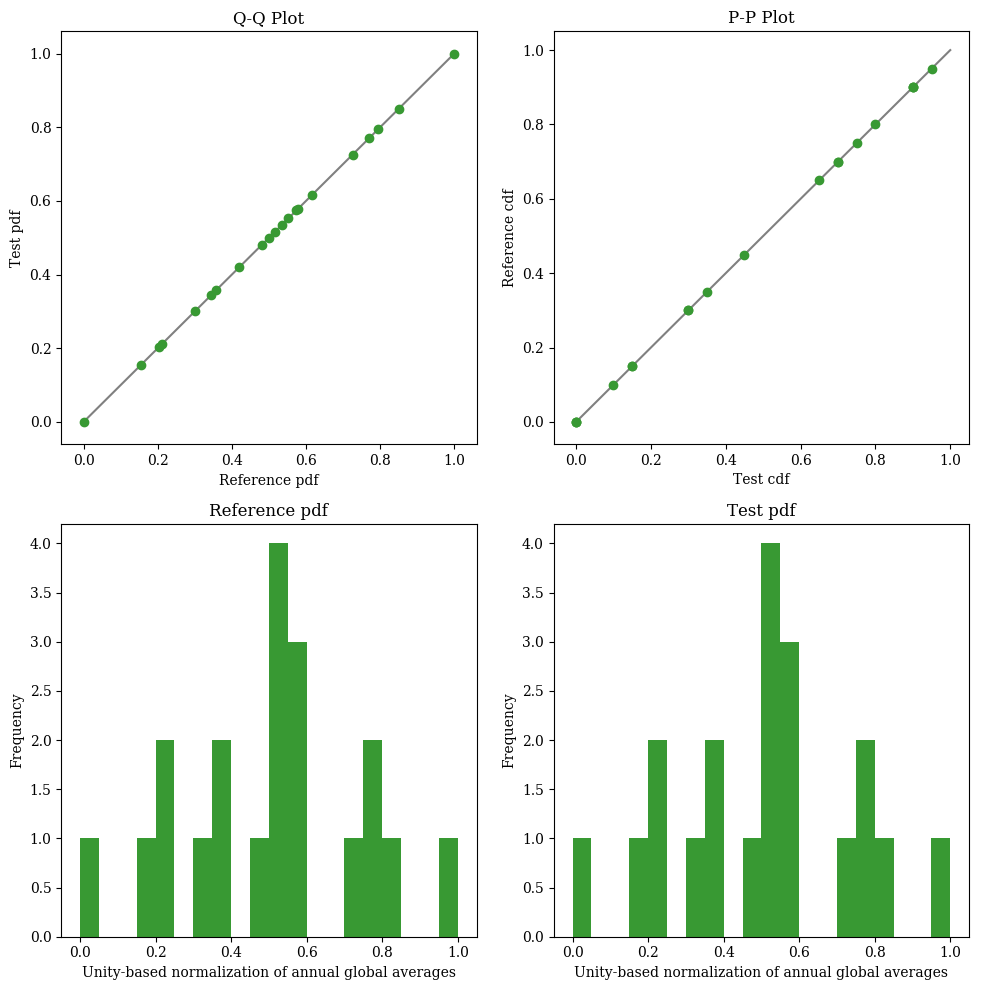 Q-Q Plot
1.0
0.8
0.6
0.4
0.2
0.0
Test pdf
0.0 0.2 0.4 0.6 0.8 1.0
Reference pdf
P-P Plot
1.0
0.8
0.6
0.4
0.2
0.0
Reference cdf
0.0 0.2 0.4 0.6 0.8 1.0
Test cdf
Reference pdf
4.0
3.5
3.0
2.5
2.0
1.5
1.0
0.5
0.0
Frequency
0.0 0.2 0.4 0.6 0.8 1.0
Unity-based normalization of annual global averages
Test pdf
4.0
3.5
3.0
2.5
2.0
1.5
1.0
0.5
0.0
Frequency
0.0 0.2 0.4 0.6 0.8 1.0
Unity-based normalization of annual global averages